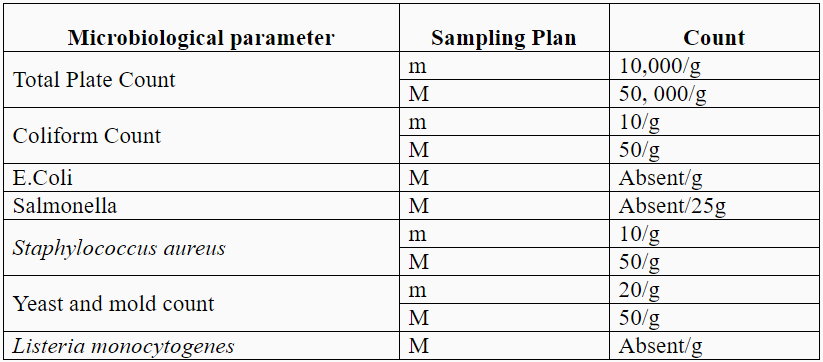 Microbiological parameter Sampling Plan Count
Total Plate Count
m 10,000/g
M 50, 000/g
Coliform Count
m 10/g
M 50/g
E.Coli M Absent/g
Salmonella M Absent/25g
Staphylococcus aureus
m 10/g
M 50/g
Yeast and mold count
m 20/g
M 50/g
Listeria monocytogenes M Absent/g